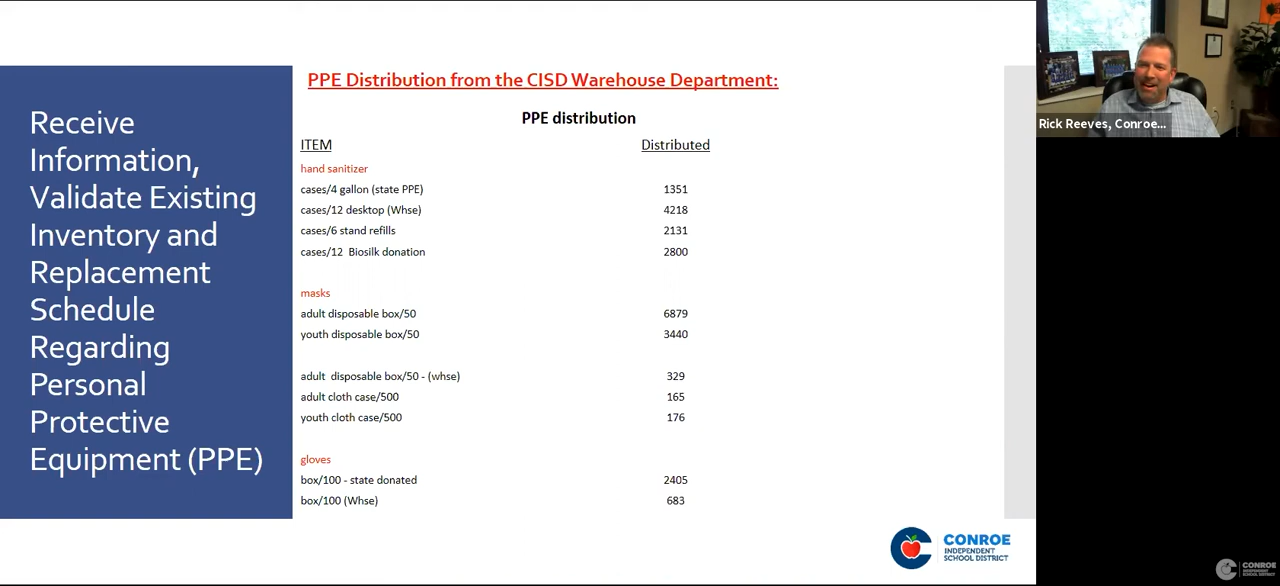 Receive
Information,
Validate Existing
Inventory and
Replacement
Schedule
Regarding
Personal
Protective
Equipment (PPE)
PPE Distribution from the CISD Warehouse Department:
PPE distribution
ITEM Distributed
hand sanitizer
cases/4 gallon (state PPE) 1351
cases/12 desktop (Whse) 4218
cases/6 stand refills 2131
cases/12 Biosilk donation 2800
masks
adult disposable box/50 6879
youth disposable box/50 3440
adult disposable box/50 - (whse) 329
adult cloth case/500 165
youth cloth case/500 176
gloves
box/100 - state donated 2405
box/100 (Whse) 683
CONROE
INDEPENDENT
SCHOOL DISTRICT
Rick Reeves, Conroe...
CONROE
INDEPENDENT
SCHOOL DISTRICT